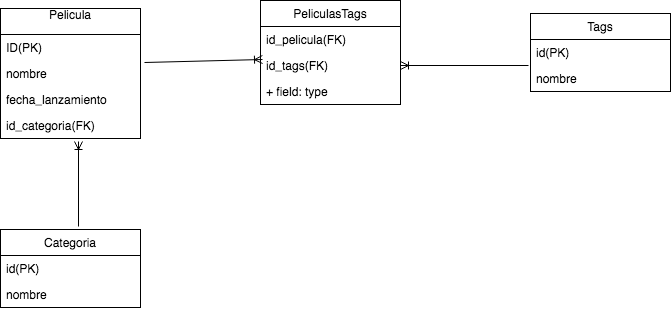 Pelicula
ID(PK)
nombre
fecha_lanzamiento
id_categoria(FK)
PeliculasTags
id_pelicula(FK)
id_tags(FK)
+ field: type
Tags
id(PK)
nombre
Categoria
id(PK)
nombre